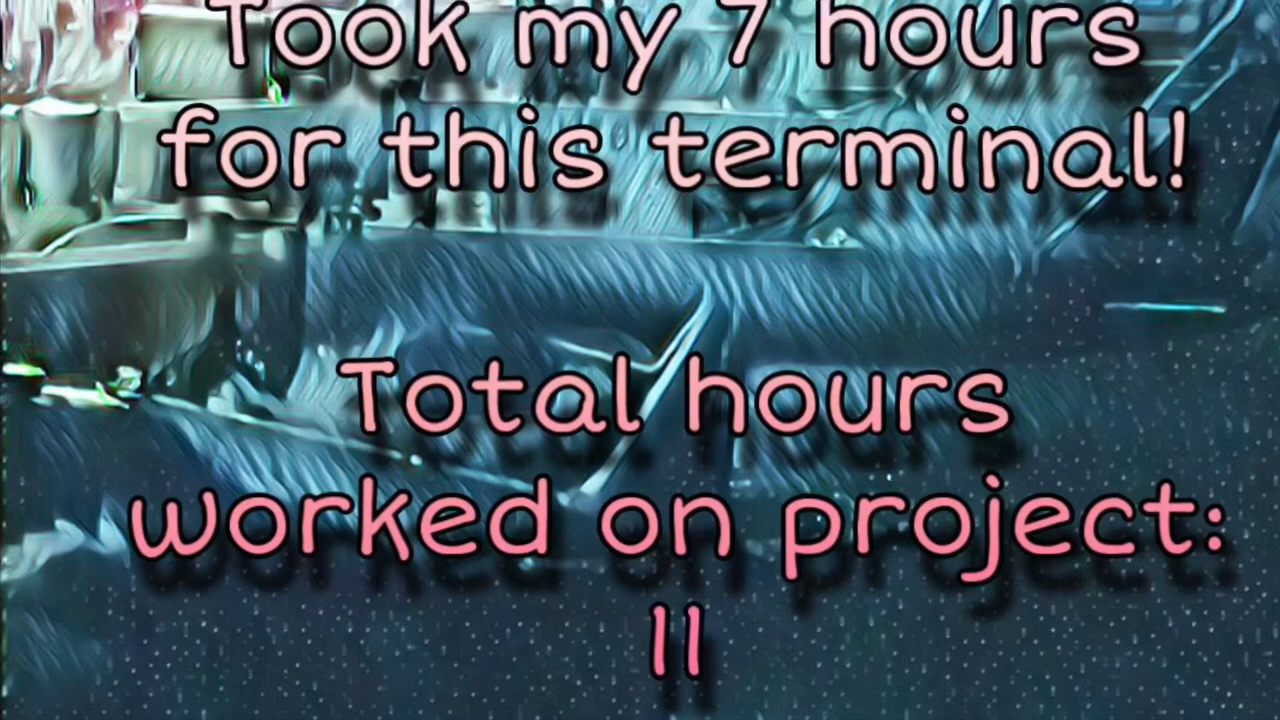 Took my 7 hours
for this terminal!
Total hours
worked on project:
11